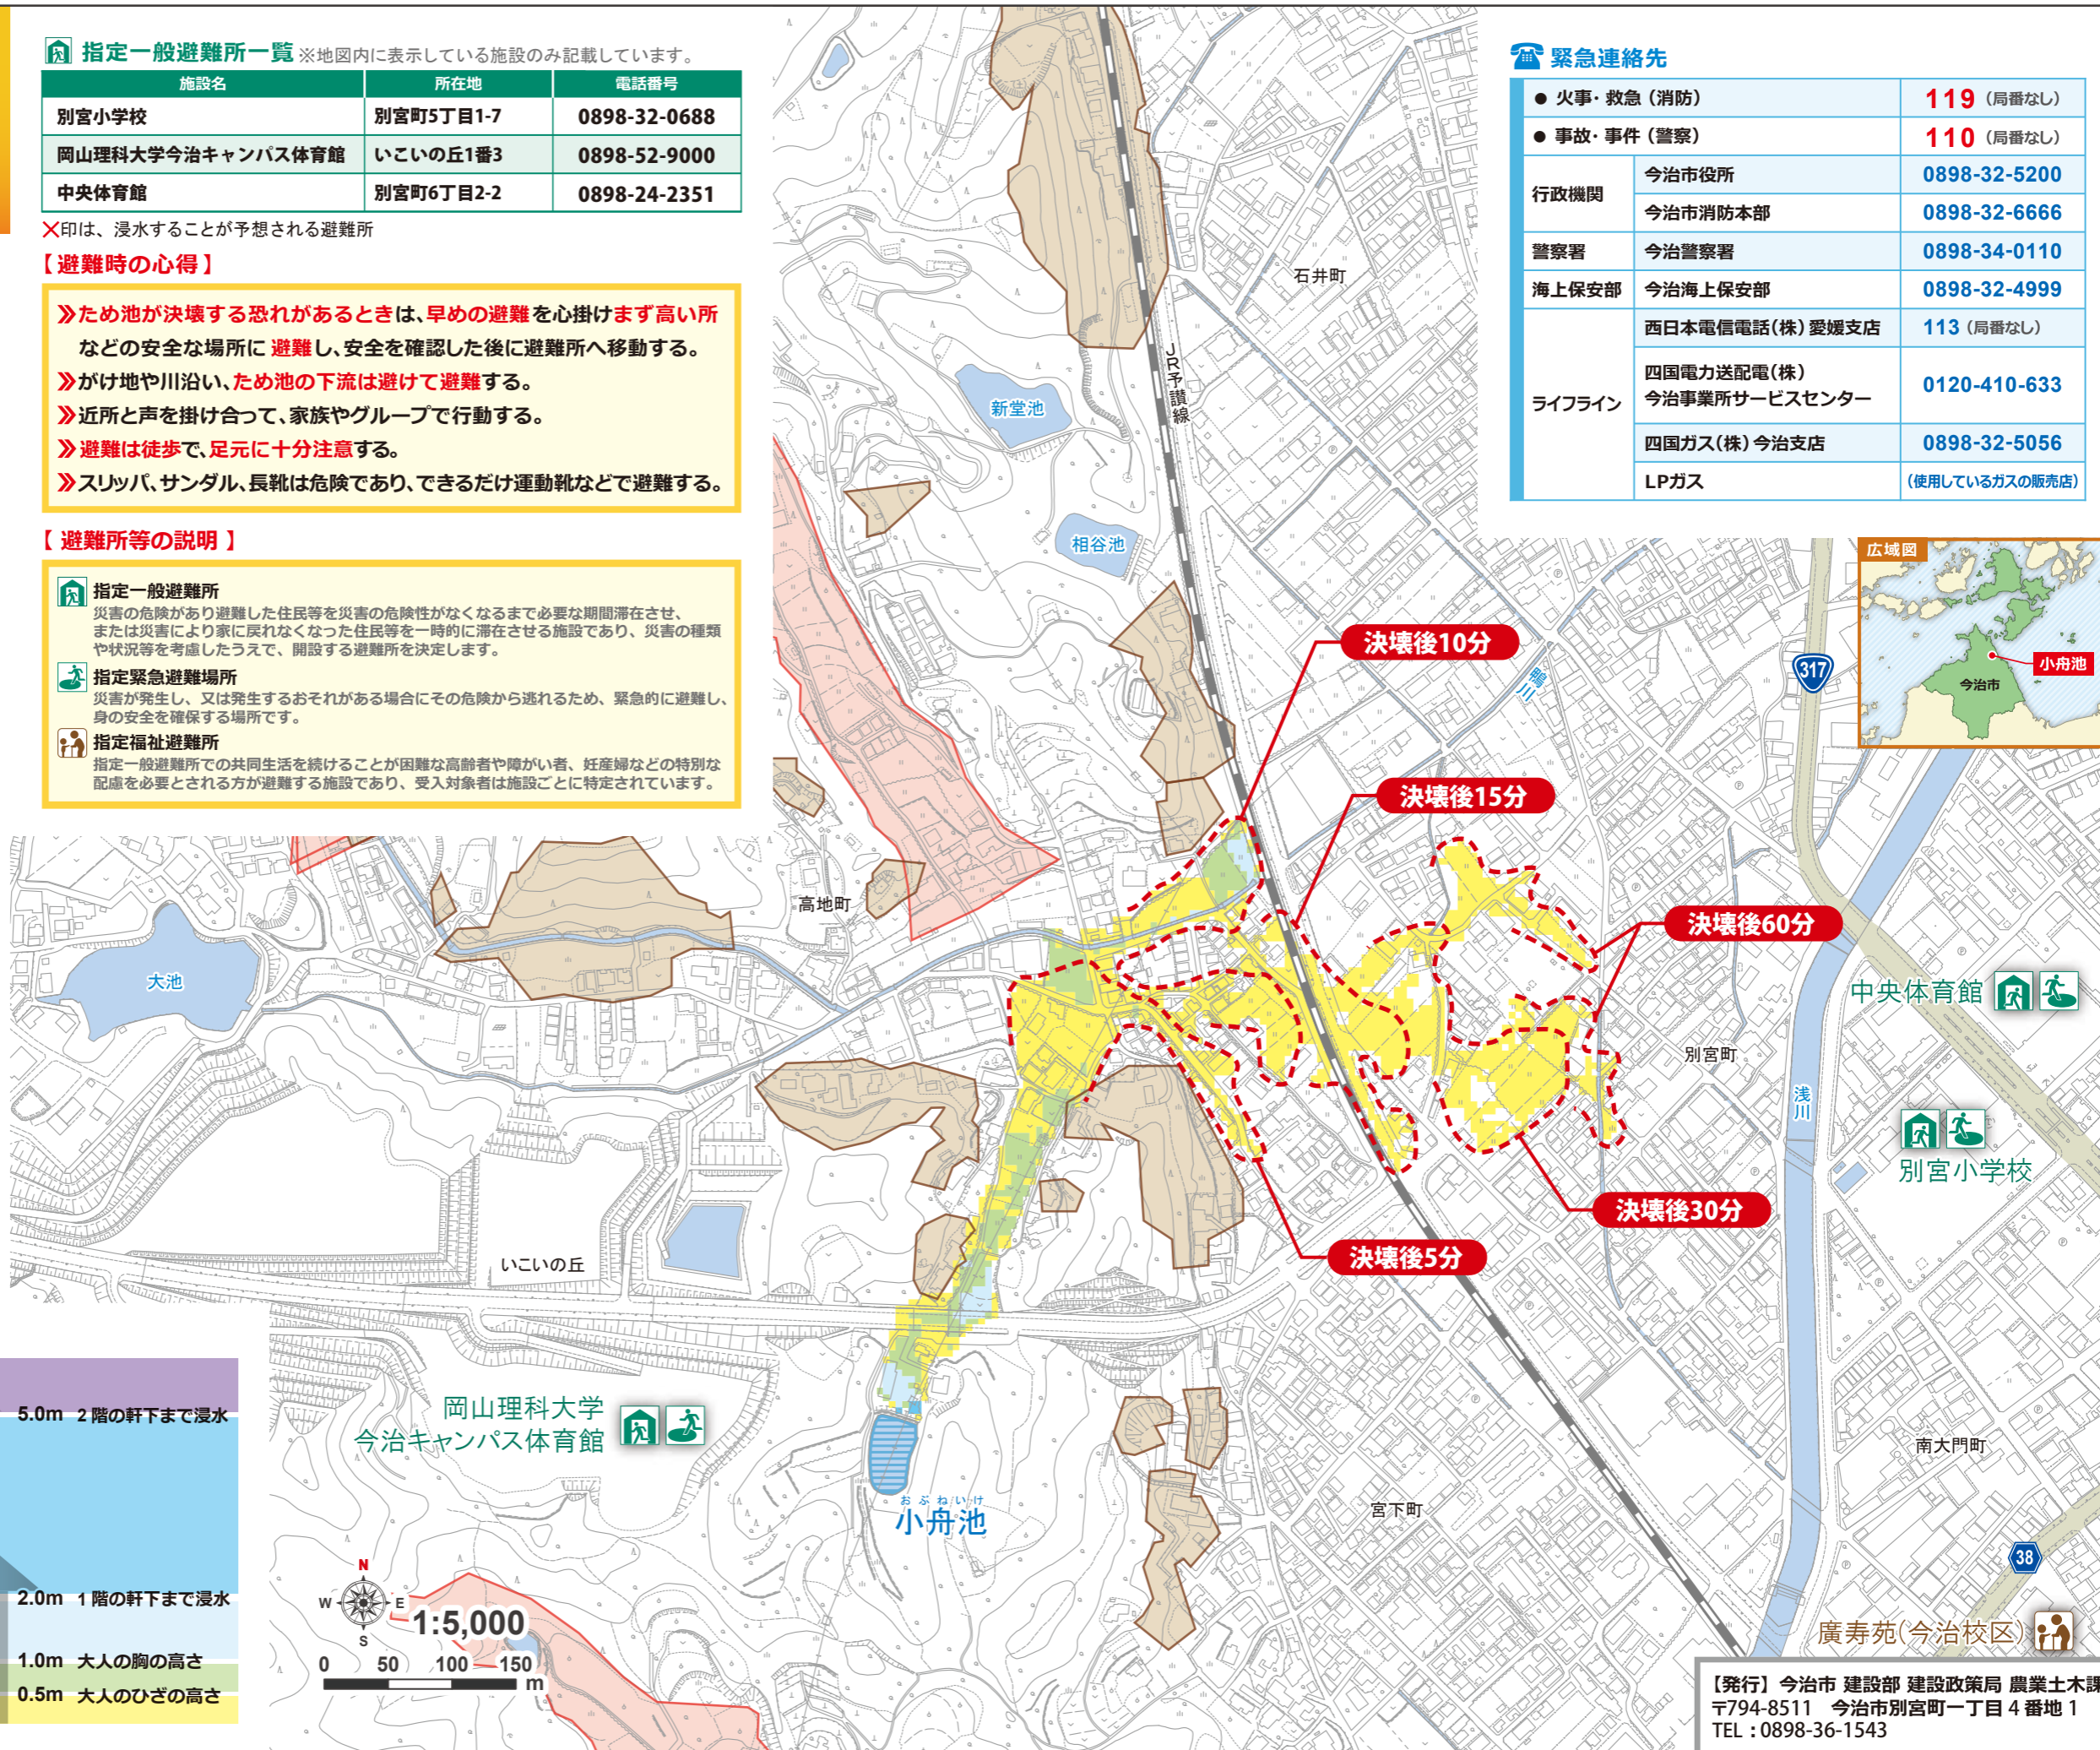 指定一般避難所一覧 ※地図内に表示している施設のみ記載しています。
施設名 所在地 電話番号
別宮小学校 別宮町5丁目1-7 0898-32-0688
岡山理科大学今治キャンパス体育館 いこいの丘1番3 0898-52-9000
中央体育館 別宮町6丁目2-2 0898-24-2351
×印は、浸水することが予想される避難所
【避難時の心得】
≫ため池が決壊する恐れがあるときは、早めの避難を心掛けまず高い所
などの安全な場所に避難し、安全を確認した後に避難所へ移動する。
≫がけ地や川沿い、ため池の下流は避けて避難する。
≫近所と声を掛け合って、家族やグループで行動する。
≫避難は徒歩で、足元に十分注意する。
≫スリッパ、サンダル、長靴は危険であり、できるだけ運動靴などで避難する。
【避難所等の説明】
指定一般避難所
災害の危険があり避難した住民等を災害の危険性がなくなるまで必要な期間滞在させ、
または災害により家に戻れなくなった住民等を一時的に滞在させる施設であり、災害の種類
や状況等を考慮したうえで、開設する避難所を決定します。
指定緊急避難場所
災害が発生し、又は発生するおそれがある場合にその危険から逃れるため、緊急的に避難し、
身の安全を確保する場所です。
指定福祉避難所
指定一般避難所での共同生活を続けることが困難な高齢者や障がい者、妊産婦などの特別な
配慮を必要とされる方が避難する施設であり、受入対象者は施設ごとに特定されています。
緊急連絡先
● 火事・救急（消防） 119（局番なし）
● 事故・事件（警察） 110（局番なし）
行政機関 今治市役所 0898-32-5200
今治市消防本部 0898-32-6666
警察署 今治警察署 0898-34-0110
海上保安部 今治海上保安部 0898-32-4999
ライフライン 西日本電信電話(株)愛媛支店 113（局番なし）
四国電力送配電(株)
今治事業所サービスセンター 0120-410-633
四国ガス(株)今治支店 0898-32-5056
LPガス (使用しているガスの販売店)
広域図
小舟池
今治市
石井町
JR予讃線
新堂池
相谷池
鴨川
317
決壊後10分
決壊後15分
決壊後60分
決壊後30分
決壊後5分
高地町
大池
中央体育館
別宮町
浅川
別宮小学校
いこいの丘
岡山理科大学
今治キャンパス体育館
おぶねいけ
小舟池
宮下町
南大門町
38
廣寿苑(今治校区)
5.0m 2階の軒下まで浸水
2.0m 1階の軒下まで浸水
1.0m 大人の胸の高さ
0.5m 大人のひざの高さ
N
W E
S
1:5,000
0 50 100 150
m
【発行】今治市 建設部 建設政策局 農業土木課
〒794-8511 今治市別宮町一丁目4番地1
TEL：0898-36-1543